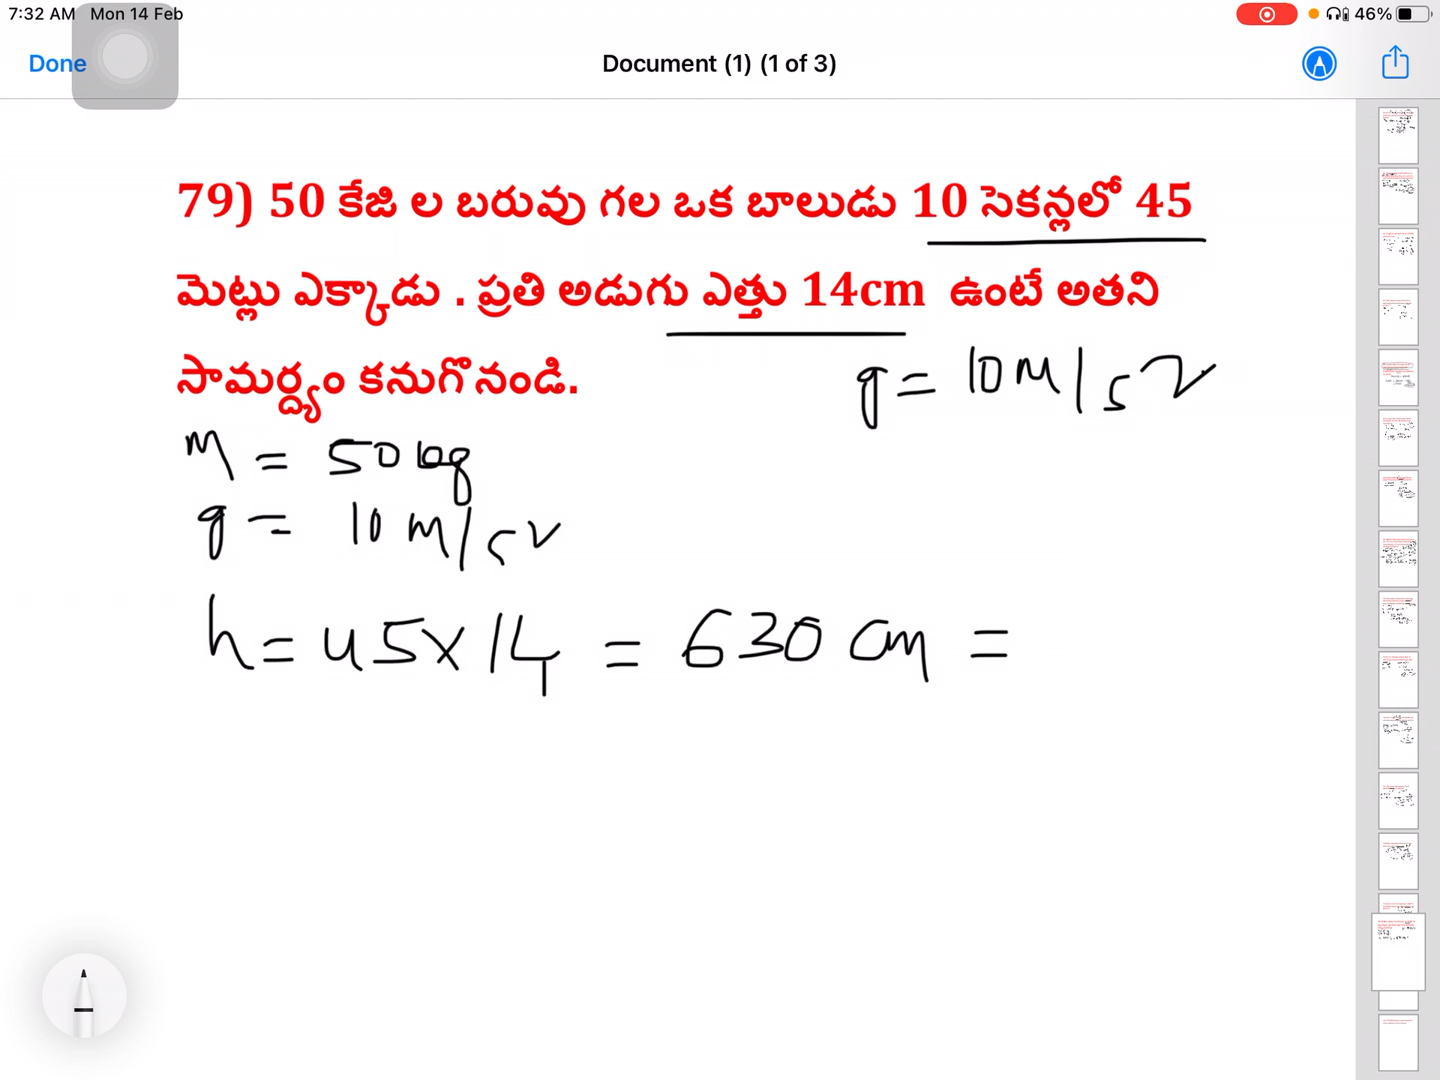 7:32 AM Mon 14 Feb
46%
Done
Document (1) (1 of 3)
79) 50 కేజి ల బరువు గల ఒక బాలుడు 10 సెకన్లలో 45
మెట్లు ఎక్కాడు . ప్రతి అడుగు ఎత్తు 14cm ఉంటే అతని
సామర్ధ్యం కనుగొనండి.
g = 10 m/s2
m = 50 kg
g = 10 m/s2
h = 45 x 14 = 630 cm =